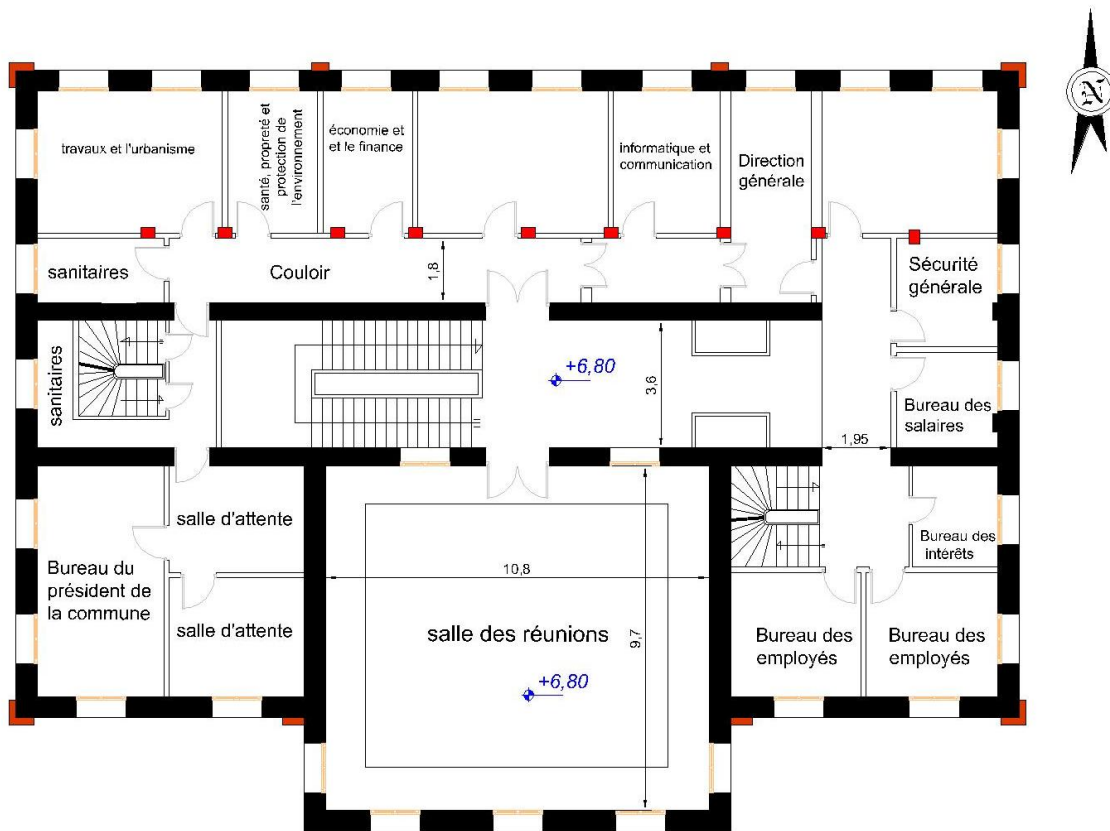 N
travaux et l'urbanisme
santé, propreté et
protection de
l'environnement
économie et
et le finance
informatique et
communication
Direction
générale
sanitaires
Couloir
1,8
Sécurité
générale
sanitaires
+6,80
3,6
Bureau des
salaires
1,95
salle d'attente
Bureau du
président de
la commune
salle d'attente
10,8
salle des réunions
9,7
+6,80
Bureau des
intérêts
Bureau des
employés
Bureau des
employés